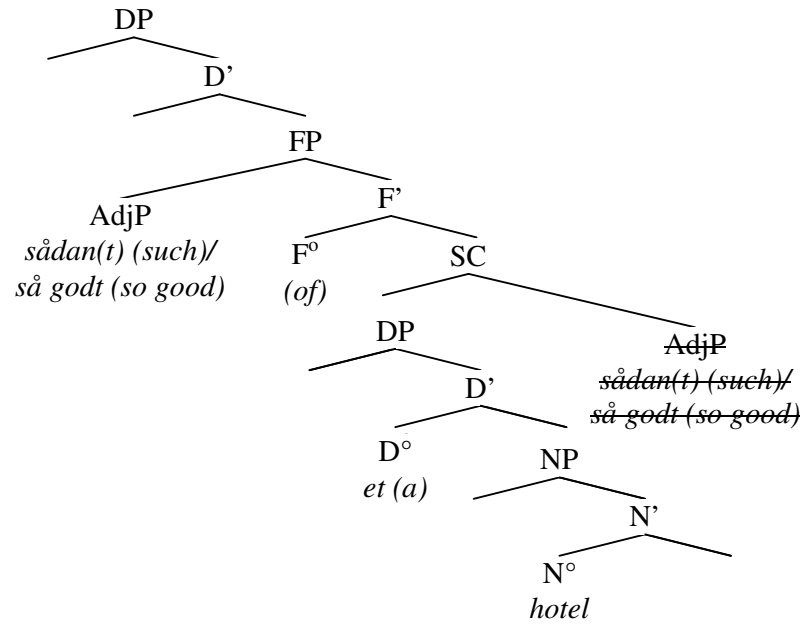 DP
D’
FP
AdjP
F’
sådan(t) (such)/
Fº
SC
så godt (so good)
(of)
DP
AdjP
sådan(t) (such)/
D’
så godt (so good)
D°
NP
et (a)
N’
N°
hotel